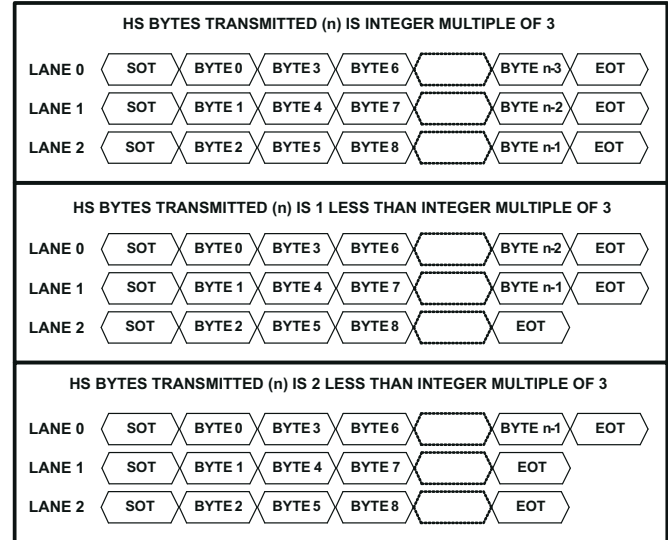 HS BYTES TRANSMITTED (n) IS INTEGER MULTIPLE OF 3
LANE 0 SOT BYTE 0 BYTE 3 BYTE 6 BYTE n-3 EOT
LANE 1 SOT BYTE 1 BYTE 4 BYTE 7 BYTE n-2 EOT
LANE 2 SOT BYTE 2 BYTE 5 BYTE 8 BYTE n-1 EOT
HS BYTES TRANSMITTED (n) IS 1 LESS THAN INTEGER MULTIPLE OF 3
LANE 0 SOT BYTE 0 BYTE 3 BYTE 6 BYTE n-2 EOT
LANE 1 SOT BYTE 1 BYTE 4 BYTE 7 BYTE n-1 EOT
LANE 2 SOT BYTE 2 BYTE 5 BYTE 8 EOT
HS BYTES TRANSMITTED (n) IS 2 LESS THAN INTEGER MULTIPLE OF 3
LANE 0 SOT BYTE 0 BYTE 3 BYTE 6 BYTE n-1 EOT
LANE 1 SOT BYTE 1 BYTE 4 BYTE 7 EOT
LANE 2 SOT BYTE 2 BYTE 5 BYTE 8 EOT